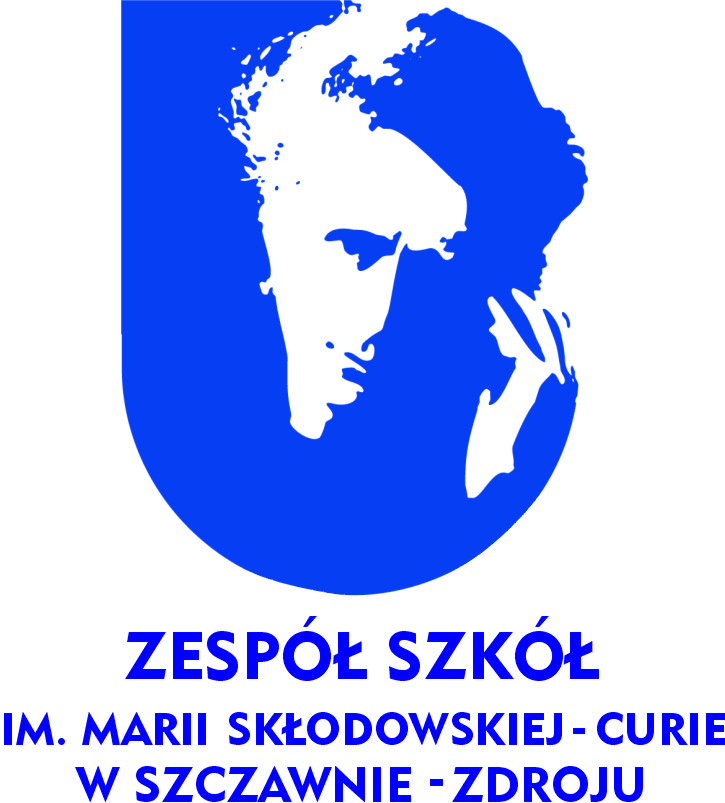 ZESPÓŁ SZKÓŁ
IM. MARII SKŁODOWSKIEJ - CURIE
W SZCZAWNIE - ZDROJU